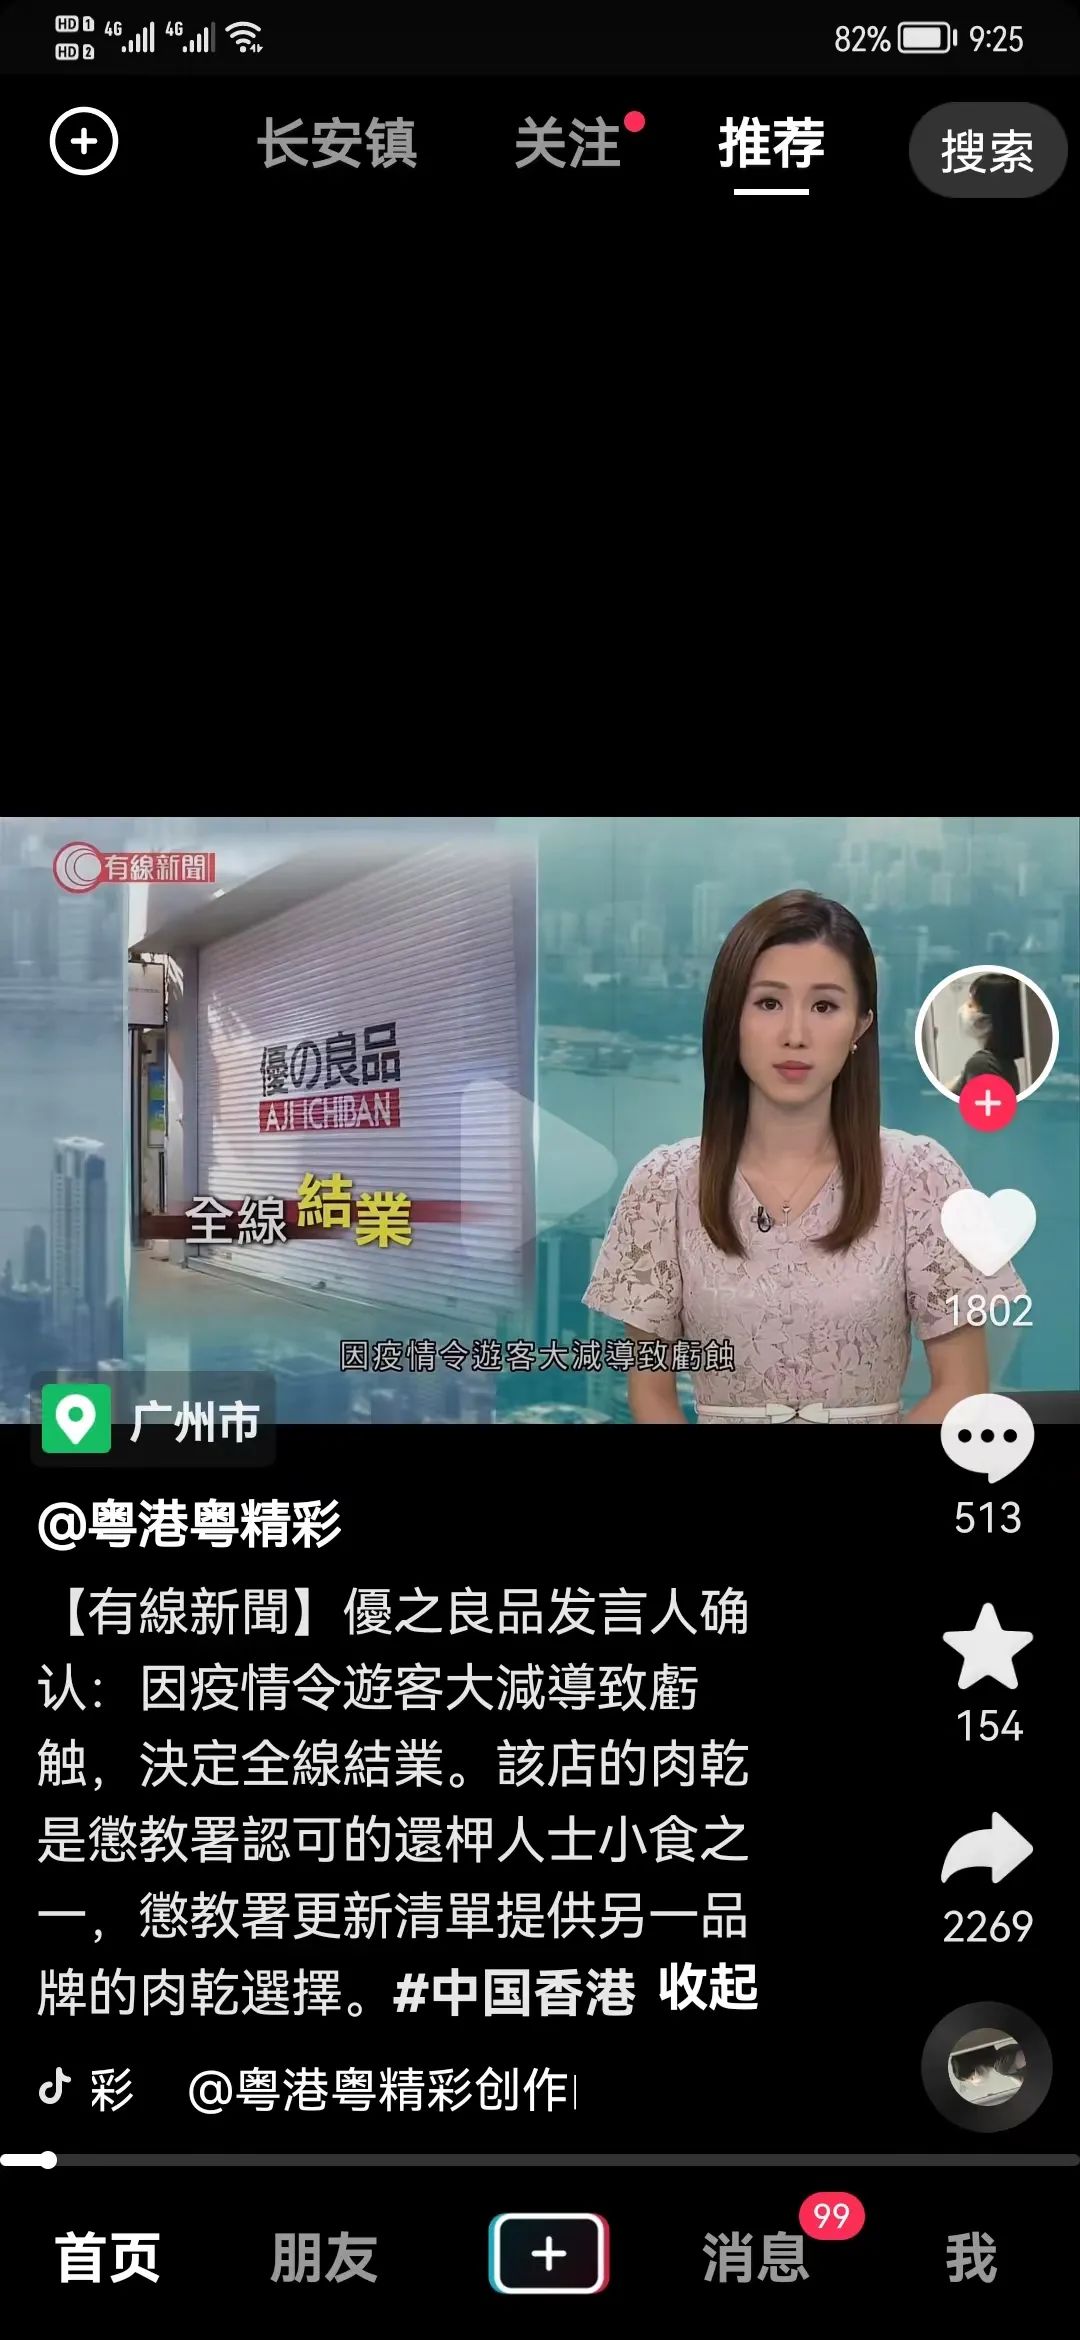 HD 1 4G 4G
HD 2
82% 9:25
长安镇 关注 推荐 搜索
有線新聞
優の良品
AJI ICHIBAN
全線結業
因疫情令遊客大減導致虧蝕
1802
广州市
513
@粤港粤精彩
【有線新聞】優之良品发言人确
认：因疫情令遊客大減導致虧
触，決定全線結業。該店的肉乾
是懲教署認可的還柙人士小食之
一，懲教署更新清單提供另一品
牌的肉乾選擇。#中国香港 收起
154
2269
彩 @粤港粤精彩创作
首页 朋友 消息 99 我